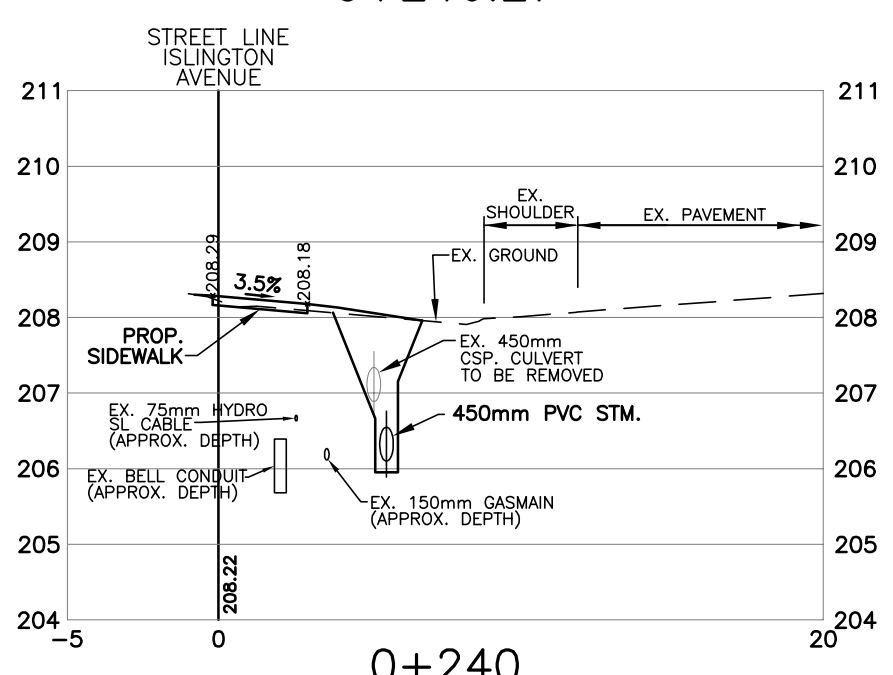 STREET LINE
ISLINGTON
AVENUE
211
211
210
210
EX.
SHOULDER
EX. PAVEMENT
209
209
208.29
3.5%
208.18
EX. GROUND
208
208
PROP.
SIDEWALK
EX. 450mm
CSP. CULVERT
TO BE REMOVED
207
207
EX. 75mm HYDRO
SL CABLE
(APPROX. DEPTH)
450mm PVC STM.
206
206
EX. BELL CONDUIT
(APPROX. DEPTH)
EX. 150mm GASMAIN
(APPROX. DEPTH)
205
205
208.22
204
204
-5
0
20
0+240